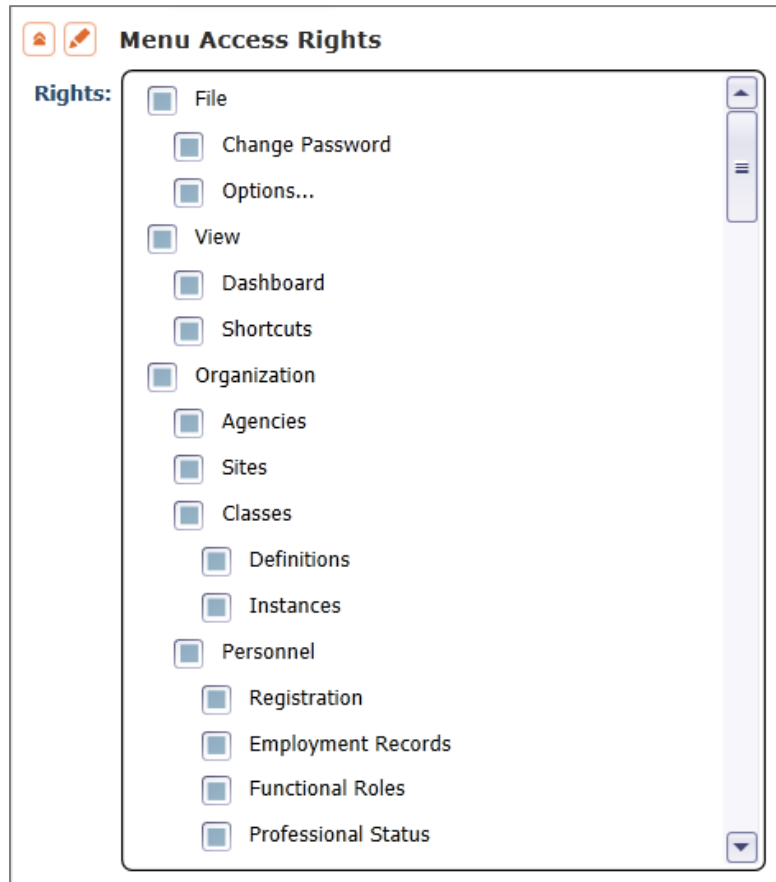 Menu Access Rights
Rights:
File
Change Password
Options...
View
Dashboard
Shortcuts
Organization
Agencies
Sites
Classes
Definitions
Instances
Personnel
Registration
Employment Records
Functional Roles
Professional Status